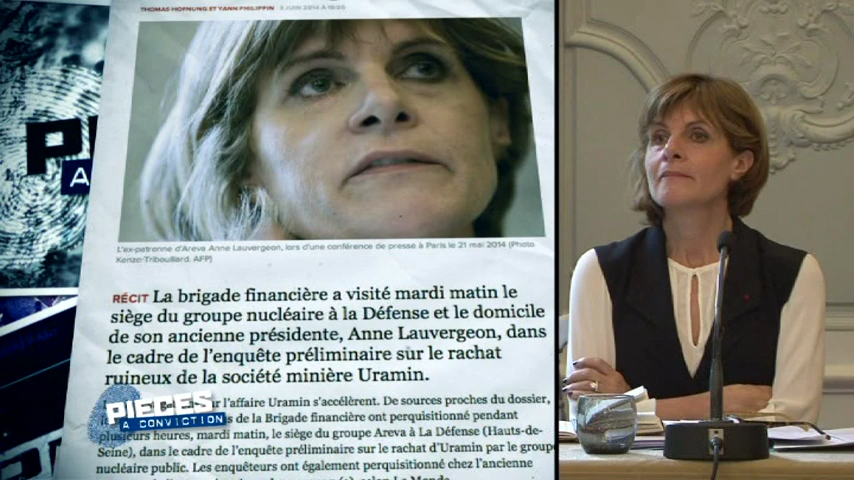 THOMAS HOFNUNG ET YANN PHILIPPIN 3 JUIN 2014 À
L'ex-patronne d'Areva Anne Lauvergeon, lors d'une conférence de presse à Paris le 21 mai 2014 (Photo
Kenzo-Tribouillard. AFP)
RÉCIT La brigade financière a visité mardi matin le
siège du groupe nucléaire à la Défense et le domicile
de son ancienne présidente, Anne Lauvergeon, dans
le cadre de l'enquête préliminaire sur le rachat
ruineux de la société minière Uramin.
sur l'affaire Uramin s'accélèrent. De sources proches du dossier,
de la Brigade financière ont perquisitionné pendant
plusieurs heures, mardi matin, le siège du groupe Areva à La Défense (Hauts-de-
Seine), dans le cadre de l'enquête préliminaire sur le rachat d'Uramin par le groupe
nucléaire public. Les enquêteurs ont également perquisitionné chez l'ancienne
selon Le Monde
PIECES
A CONVICTION